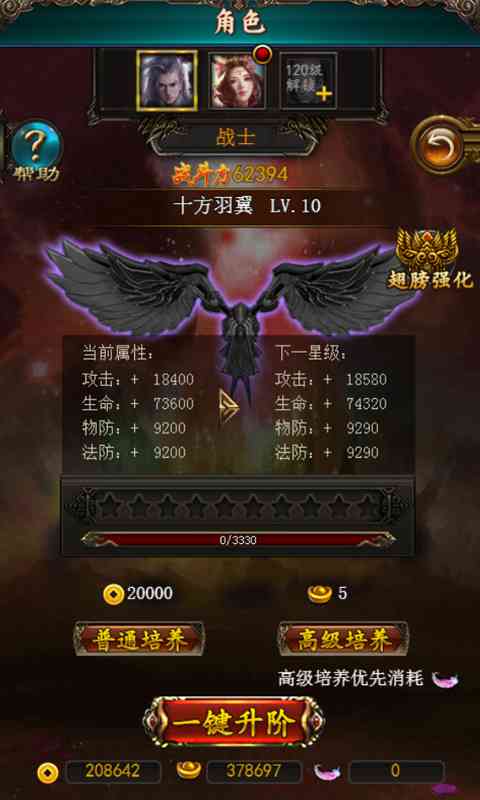 角色
120级
解锁
战士
帮助
战斗力62394
十方羽翼 LV.10
翅膀强化
当前属性：
下一星级：
攻击：+ 18400
攻击：+ 18580
生命：+ 73600
生命：+ 74320
物防：+ 9200
物防：+ 9290
法防：+ 9200
法防：+ 9290
0/3330
20000
5
普通培养
高级培养
高级培养优先消耗
一键升阶
208642
378697
0